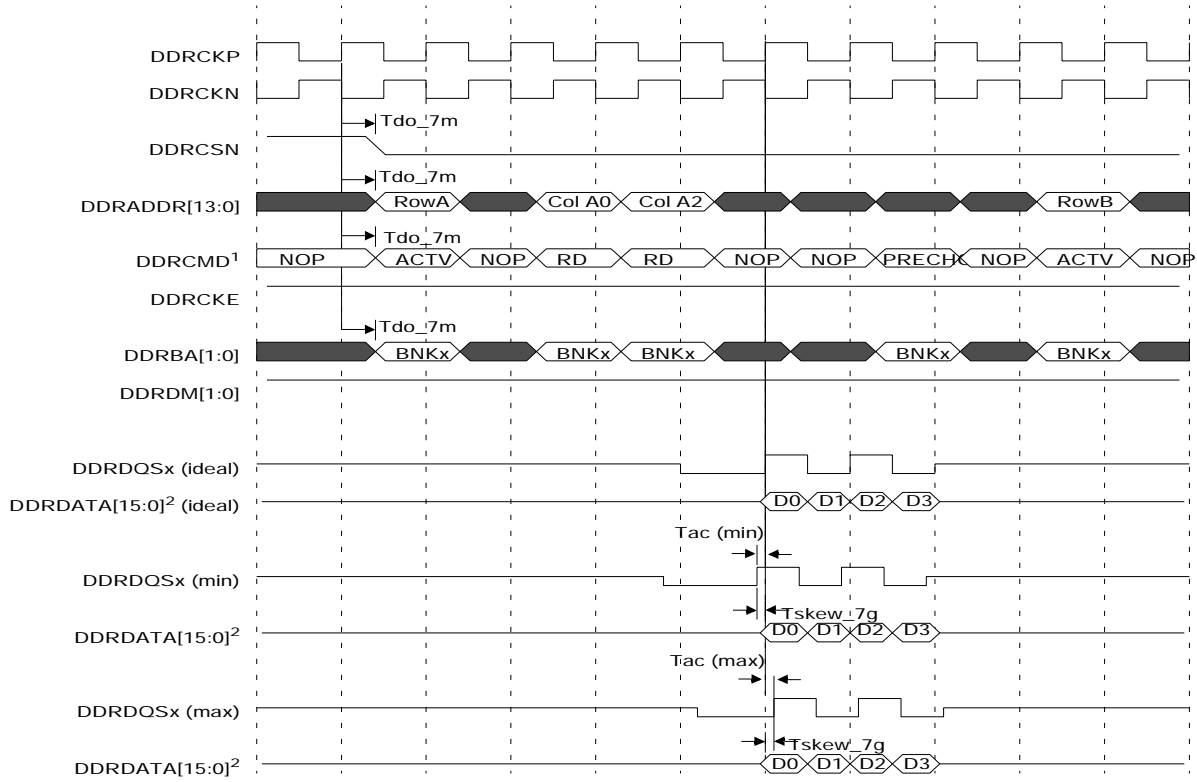 DDRCKP
DDRCKN
Tdo_7m
DDRCSN
Tdo_7m
DDRADDR[13:0] RowA Col A0 Col A2 RowB
Tdo_7m
DDRCMD1 NOP ACTV NOP RD RD NOP NOP PRECHG NOP ACTV NOP
DDRCKE
Tdo_7m
DDRBA[1:0] BNKx BNKx BNKx BNKx BNKx
DDRDM[1:0]
DDRDQSx (ideal)
DDRDATA[15:0]2 (ideal) D0 D1 D2 D3
Tac (min)
DDRDQSx (min)
Tskew_7g
DDRDATA[15:0]2 D0 D1 D2 D3
Tac (max)
DDRDQSx (max)
Tskew_7g
DDRDATA[15:0]2 D0 D1 D2 D3